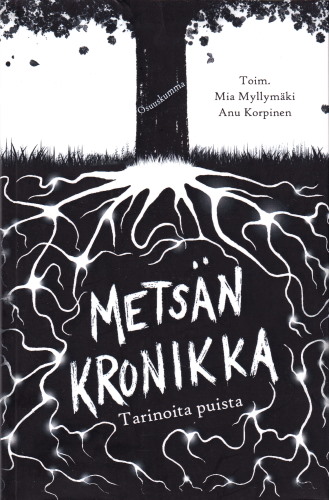 Osuuskumma
Toim.
Mia Myllymäki
Anu Korpinen
METSÄN
KRONIKKA
Tarinoita puista